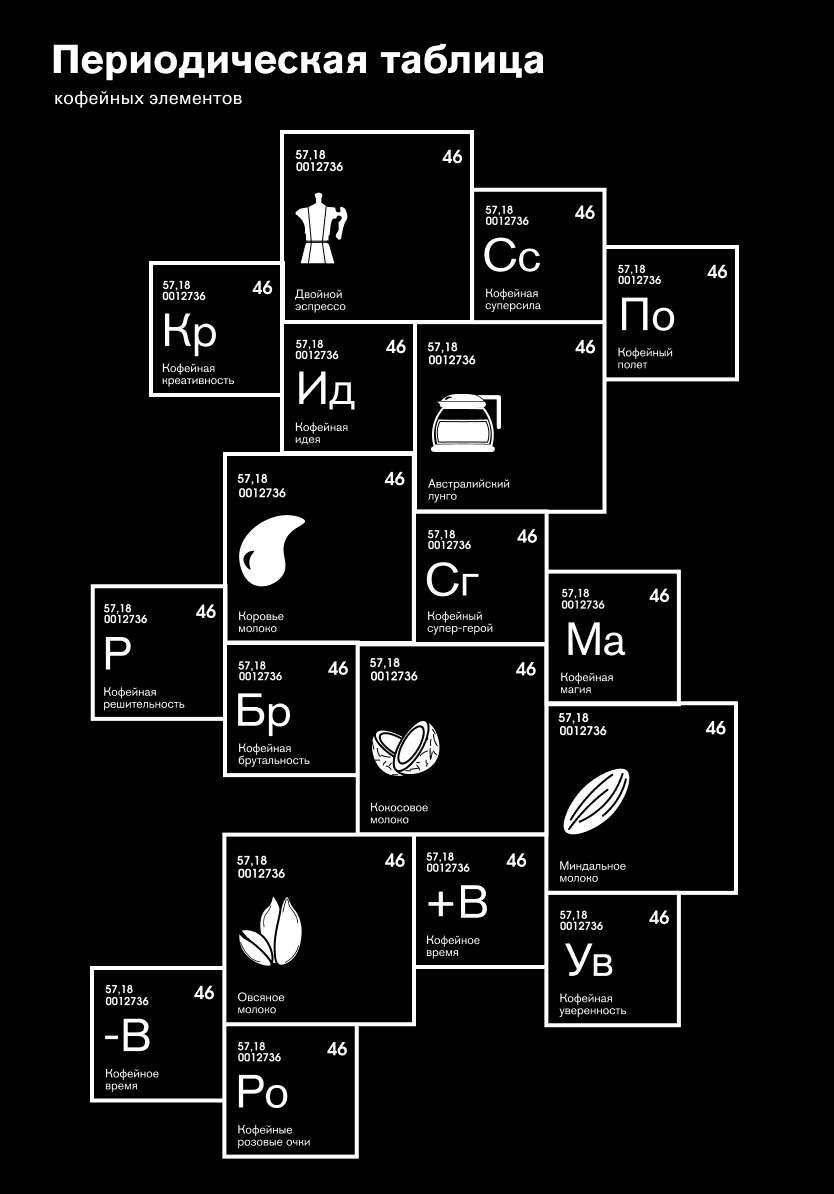 Периодическая таблица
кофейных элементов
57,18
0012736
46
Двойной
эспрессо
57,18
0012736
46
Сс
Кофейная
суперсила
57,18
0012736
46
По
Кофейный
полет
57,18
0012736
46
Кр
Кофейная
креативность
57,18
0012736
46
Ид
Кофейная
идея
57,18
0012736
46
Австралийский
лунго
57,18
0012736
46
Коровье
молоко
57,18
0012736
46
Сг
Кофейный
супер-герой
57,18
0012736
46
Ма
Кофейная
магия
57,18
0012736
46
Р
Кофейная
решительность
57,18
0012736
46
Бр
Кофейная
брутальность
57,18
0012736
46
Кокосовое
молоко
57,18
0012736
46
Миндальное
молоко
57,18
0012736
46
Овсяное
молоко
57,18
0012736
46
+В
Кофейное
время
57,18
0012736
46
Ув
Кофейная
уверенность
57,18
0012736
46
-В
Кофейное
время
57,18
0012736
46
Ро
Кофейные
розовые очки